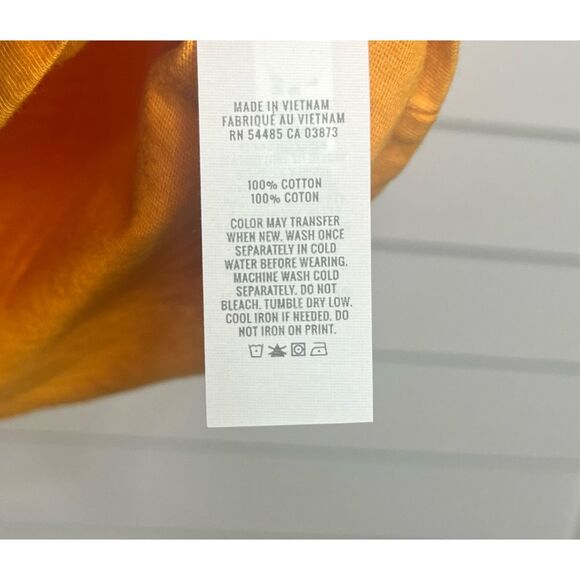 MADE IN VIETNAM
FABRIQUÉ AU VIETNAM
RN 54485 CA 03873
100% COTTON
100% COTON
COLOR MAY TRANSFER
WHEN NEW. WASH ONCE
SEPARATELY IN COLD
WATER BEFORE WEARING.
MACHINE WASH COLD
SEPARATELY. DO NOT
BLEACH. TUMBLE DRY LOW.
COOL IRON IF NEEDED. DO
NOT IRON ON PRINT.